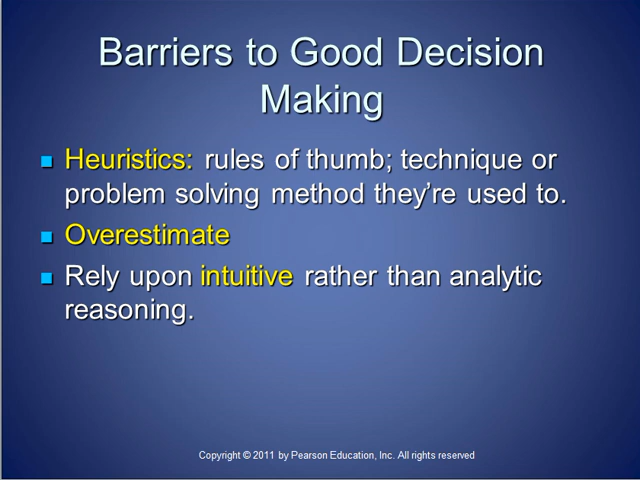 Barriers to Good Decision
Making
Heuristics: rules of thumb; technique or
problem solving method they’re used to.
Overestimate
Rely upon intuitive rather than analytic
reasoning.
Copyright © 2011 by Pearson Education, Inc. All rights reserved